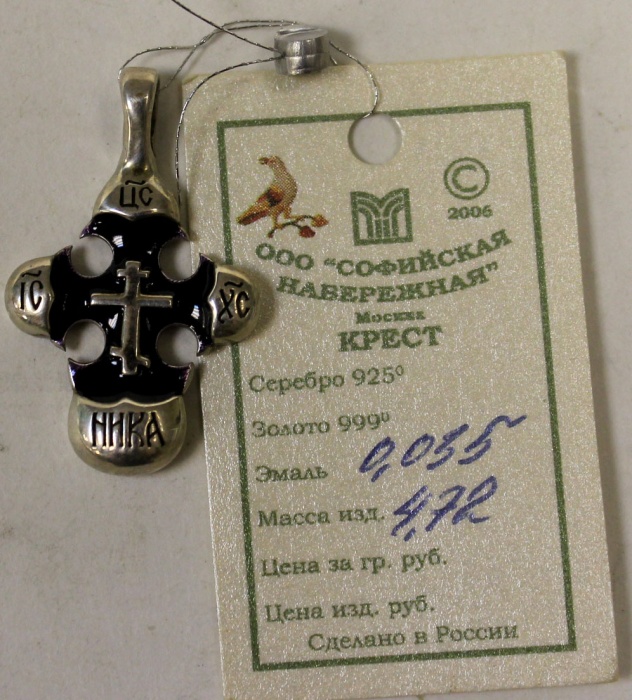 ЦС
IС
ХС
НИКА
©
2006
ООО "СОФИЙСКАЯ
НАБЕРЕЖНАЯ"
Москва
КРЕСТ
Серебро 925⁰
Золото 999⁰
Эмаль 0,035
Масса изд. 4,72
Цена за гр. руб.
Цена изд. руб.
Сделано в России